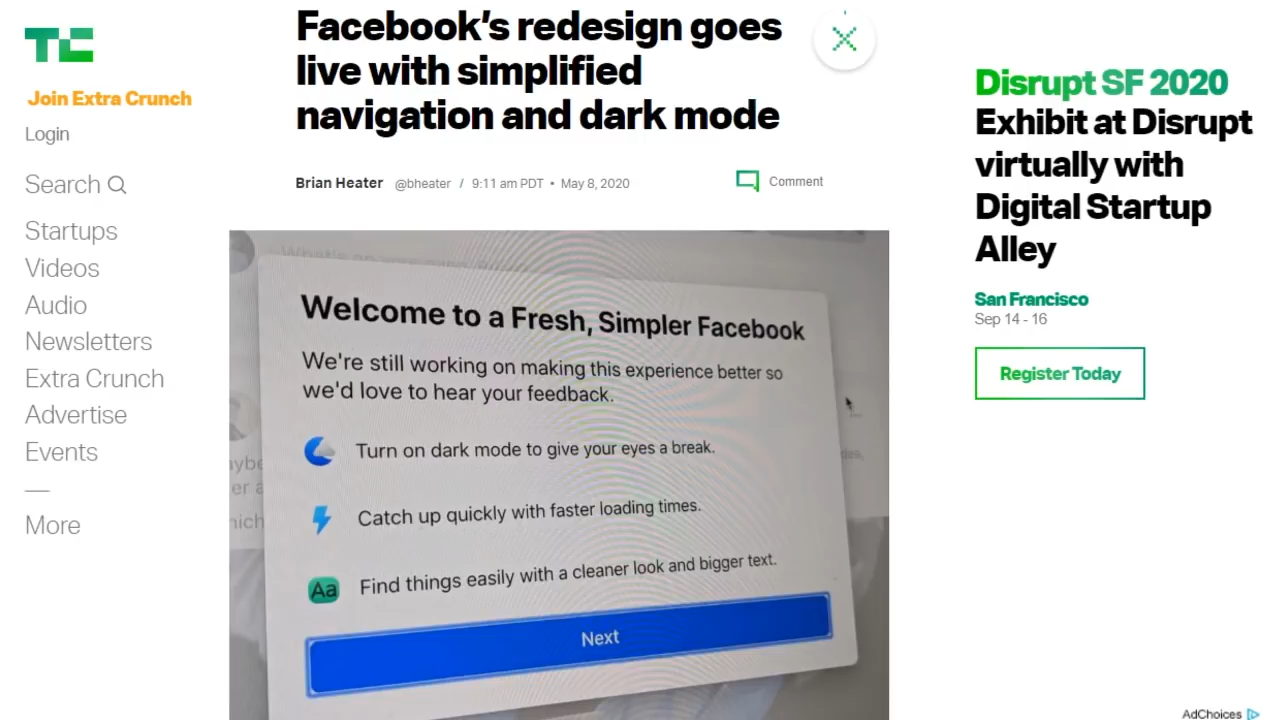 TC
Join Extra Crunch
Login
Search
Startups
Videos
Audio
Newsletters
Extra Crunch
Advertise
Events
More
Facebook’s redesign goes
live with simplified
navigation and dark mode
Brian Heater @bheater / 9:11 am PDT • May 8, 2020
Comment
Welcome to a Fresh, Simpler Facebook
We're still working on making this experience better so
we'd love to hear your feedback.
Turn on dark mode to give your eyes a break.
Catch up quickly with faster loading times.
Aa
Find things easily with a cleaner look and bigger text.
Next
Disrupt SF 2020
Exhibit at Disrupt
virtually with
Digital Startup
Alley
San Francisco
Sep 14 - 16
Register Today
AdChoices